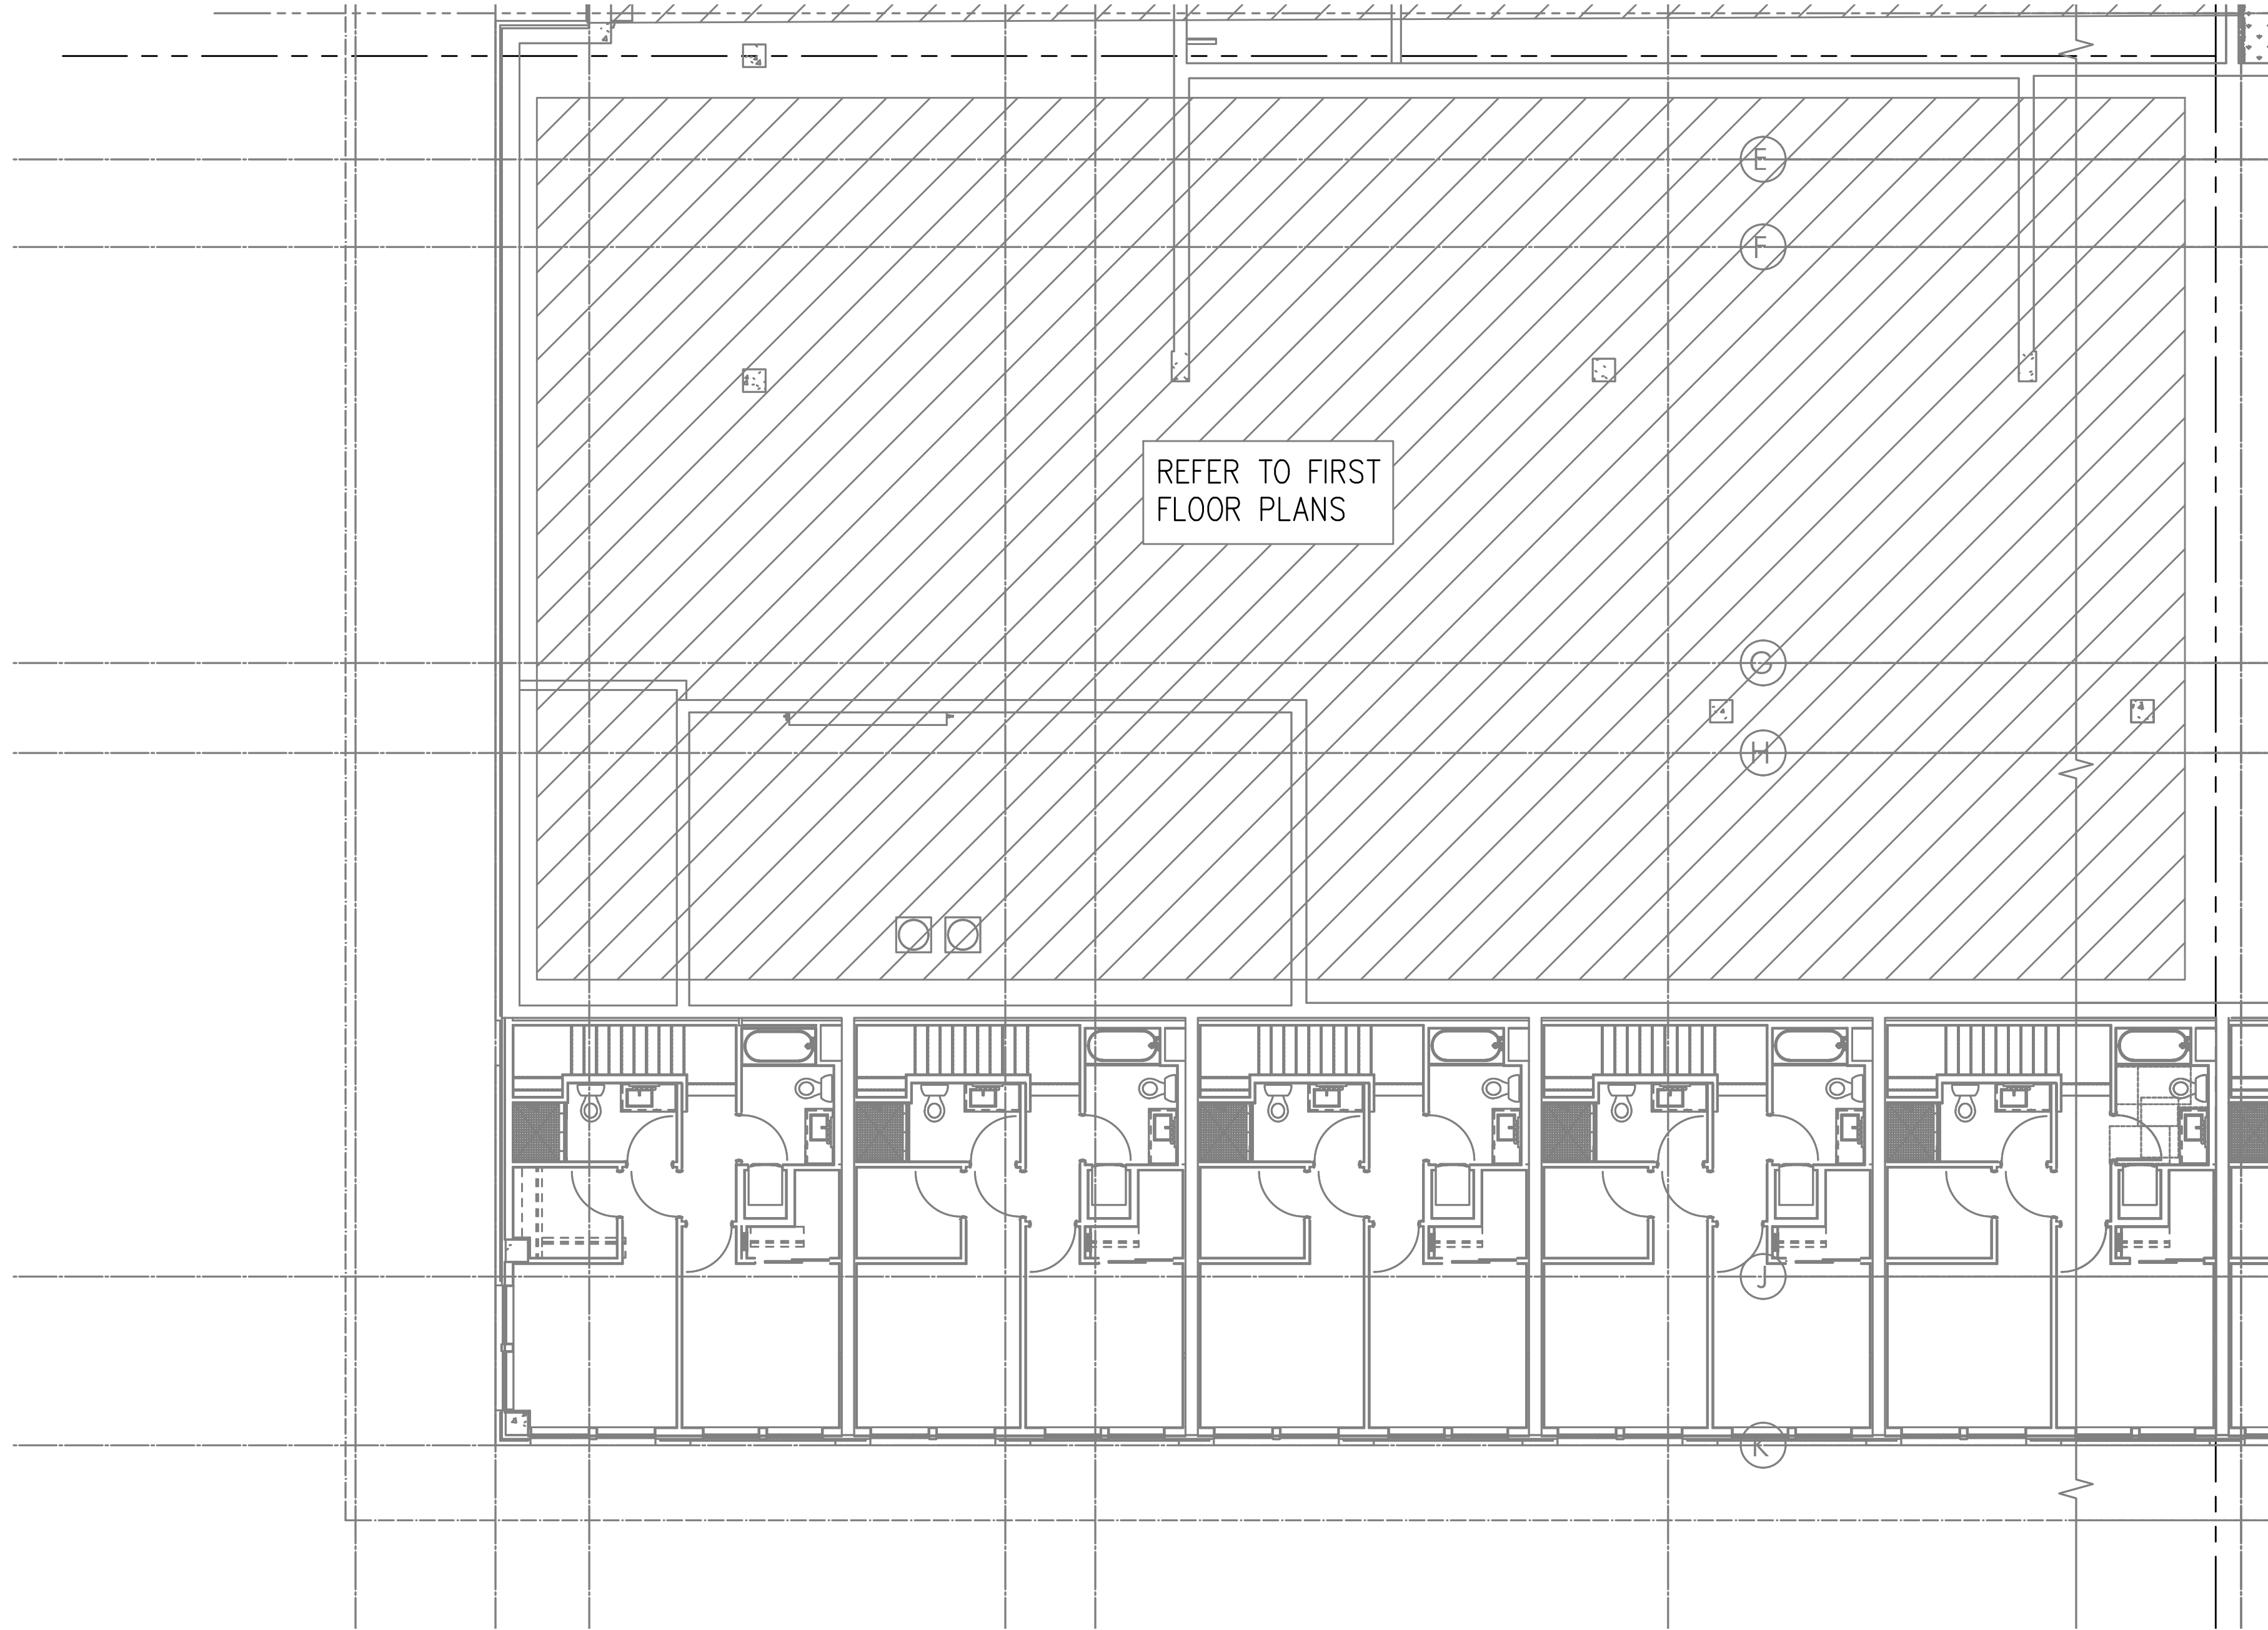 E
F
REFER TO FIRST
FLOOR PLANS
G
H
J
K